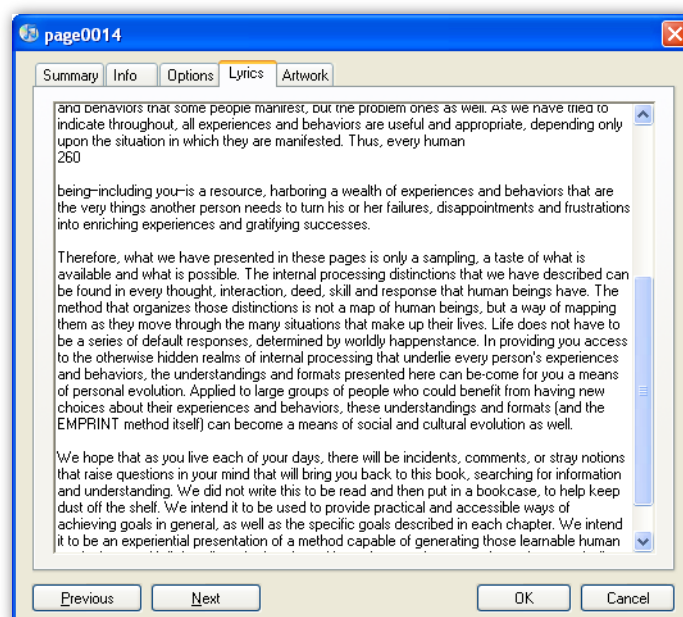 page0014
Summary Info Options Lyrics Artwork
and behaviors that some people manifest, but the problem ones as well. As we have tried to
indicate throughout, all experiences and behaviors are useful and appropriate, depending only
upon the situation in which they are manifested. Thus, every human
260
being–including you–is a resource, harboring a wealth of experiences and behaviors that are
the very things another person needs to turn his or her failures, disappointments and frustrations
into enriching experiences and gratifying successes.
Therefore, what we have presented in these pages is only a sampling, a taste of what is
available and what is possible. The internal processing distinctions that we have described can
be found in every thought, interaction, deed, skill and response that human beings have. The
method that organizes those distinctions is not a map of human beings, but a way of mapping
them as they move through the many situations that make up their lives. Life does not have to
be a series of default responses, determined by worldly happenstance. In providing you access
to the otherwise hidden realms of internal processing that underlie every person's experiences
and behaviors, the understandings and formats presented here can be-come for you a means
of personal evolution. Applied to large groups of people who could benefit from having new
choices about their experiences and behaviors, these understandings and formats (and the
EMPRINT method itself) can become a means of social and cultural evolution as well.
We hope that as you live each of your days, there will be incidents, comments, or stray notions
that raise questions in your mind that will bring you back to this book, searching for information
and understanding. We did not write this to be read and then put in a bookcase, to help keep
dust off the shelf. We intend it to be used to provide practical and accessible ways of
achieving goals in general, as well as the specific goals described in each chapter. We intend
it to be an experiential presentation of a method capable of generating those learnable human
Previous Next OK Cancel